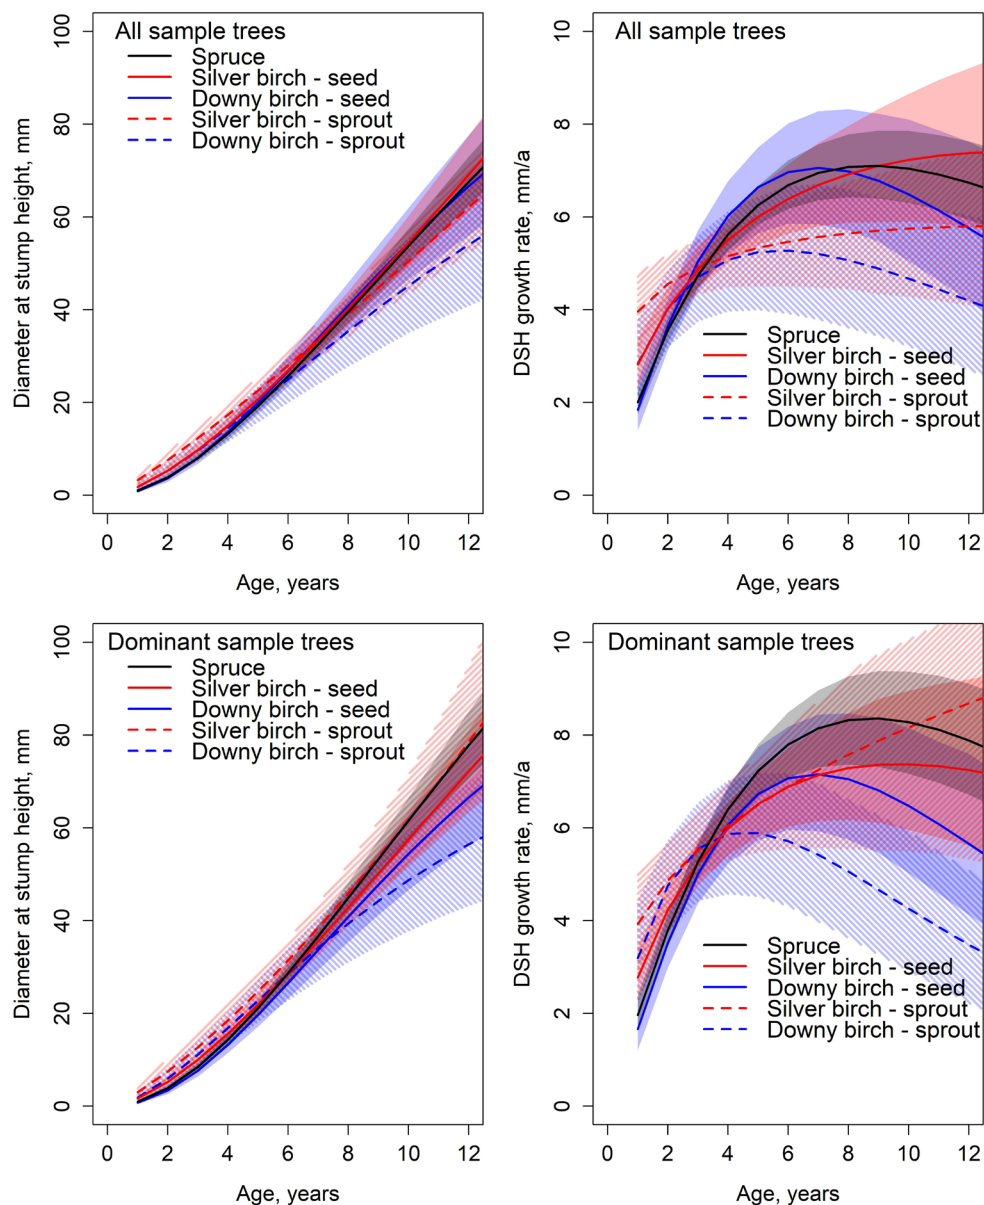 All sample trees
Spruce
Silver birch - seed
Downy birch - seed
Silver birch - sprout
Downy birch - sprout
Diameter at stump height, mm
0
20
40
60
80
100
0 2 4 6 8 10 12
Age, years
All sample trees
Spruce
Silver birch - seed
Downy birch - seed
Silver birch - sprout
Downy birch - sprout
DSH growth rate, mm/a
0
2
4
6
8
10
0 2 4 6 8 10 12
Age, years
Dominant sample trees
Spruce
Silver birch - seed
Downy birch - seed
Silver birch - sprout
Downy birch - sprout
Diameter at stump height, mm
0
20
40
60
80
100
0 2 4 6 8 10 12
Age, years
Dominant sample trees
Spruce
Silver birch - seed
Downy birch - seed
Silver birch - sprout
Downy birch - sprout
DSH growth rate, mm/a
0
2
4
6
8
10
0 2 4 6 8 10 12
Age, years